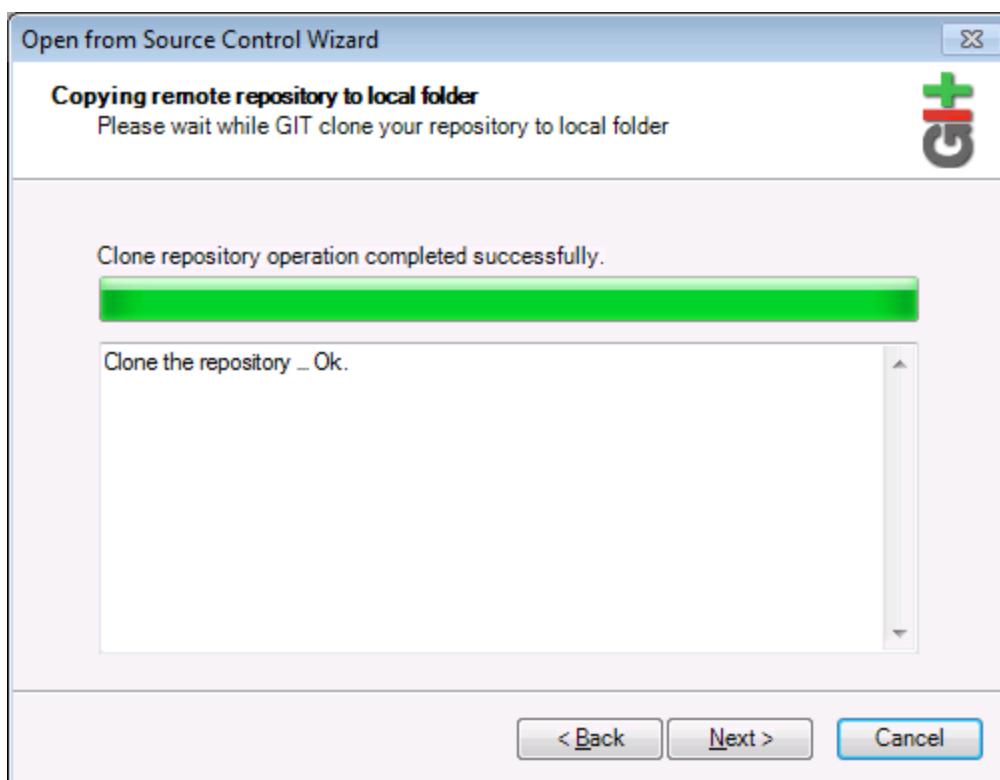 Open from Source Control Wizard
Copying remote repository to local folder
Please wait while GIT clone your repository to local folder
GIT
Clone repository operation completed successfully.
Clone the repository ... Ok.
< Back
Next >
Cancel